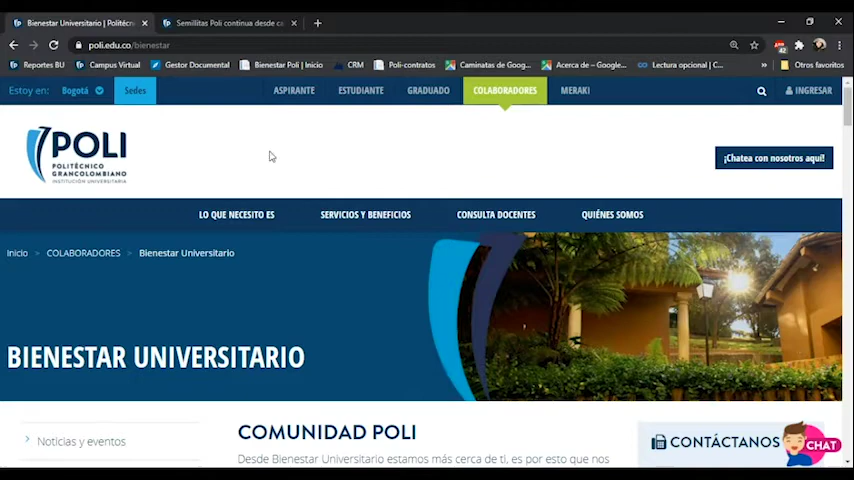 Bienestar Universitario | Politécni
Semillitas Poli continua desde ca
poli.edu.co/bienestar
42
Reportes BU
Campus Virtual
Gestor Documental
Bienestar Poli | Inicio
CRM
Poli-contratos
Caminatas de Goog...
Acerca de – Google...
Lectura opcional | C...
»
Otros favoritos
Estoy en:
Bogotá
Sedes
ASPIRANTE
ESTUDIANTE
GRADUADO
COLABORADORES
MERAKI
INGRESAR
POLI
POLITÉCNICO
GRANCOLOMBIANO
INSTITUCIÓN UNIVERSITARIA
¡Chatea con nosotros aquí!
LO QUE NECESITO ES
SERVICIOS Y BENEFICIOS
CONSULTA DOCENTES
QUIÉNES SOMOS
Inicio > COLABORADORES > Bienestar Universitario
BIENESTAR UNIVERSITARIO
Noticias y eventos
COMUNIDAD POLI
Desde Bienestar Universitario estamos más cerca de ti, es por esto que nos
CONTÁCTANOS
CHAT